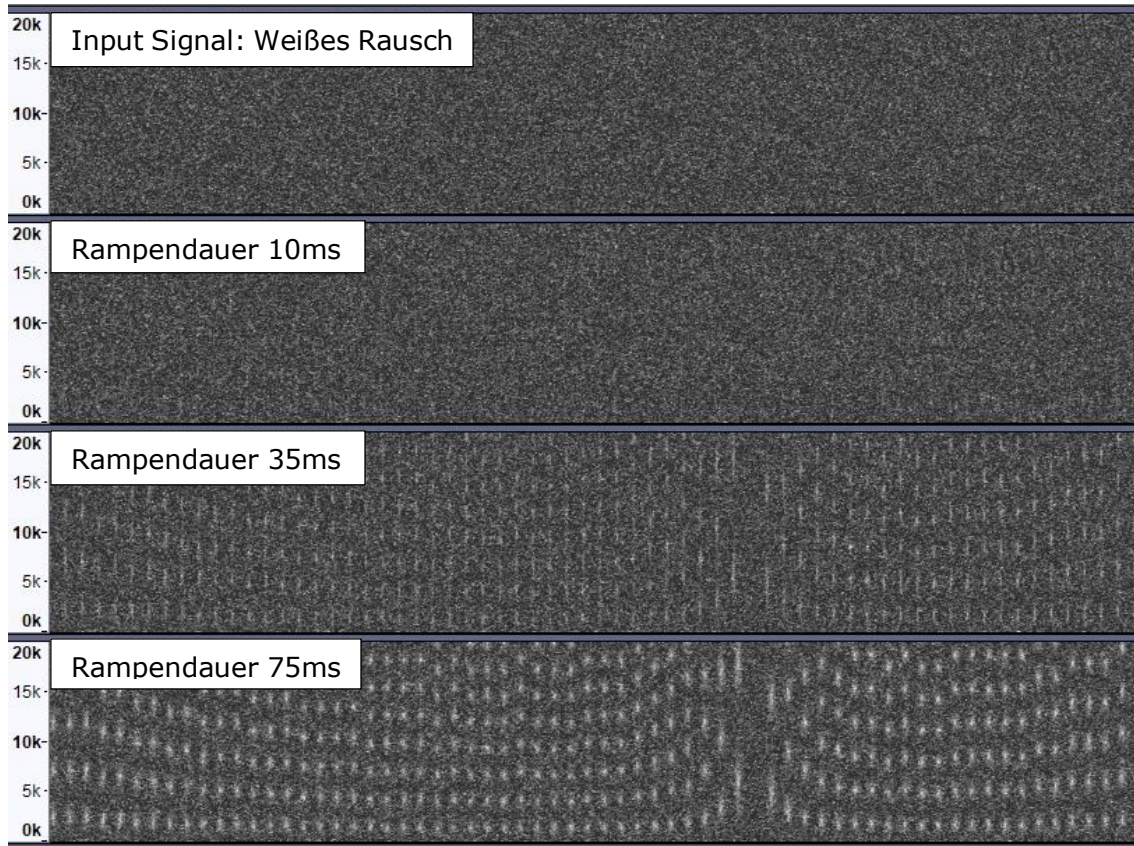 20k
Input Signal: Weißes Rausch
15k
10k
5k
0k
20k
Rampendauer 10ms
15k
10k
5k
0k
20k
Rampendauer 35ms
15k
10k
5k
0k
20k
Rampendauer 75ms
15k
10k
5k
0k